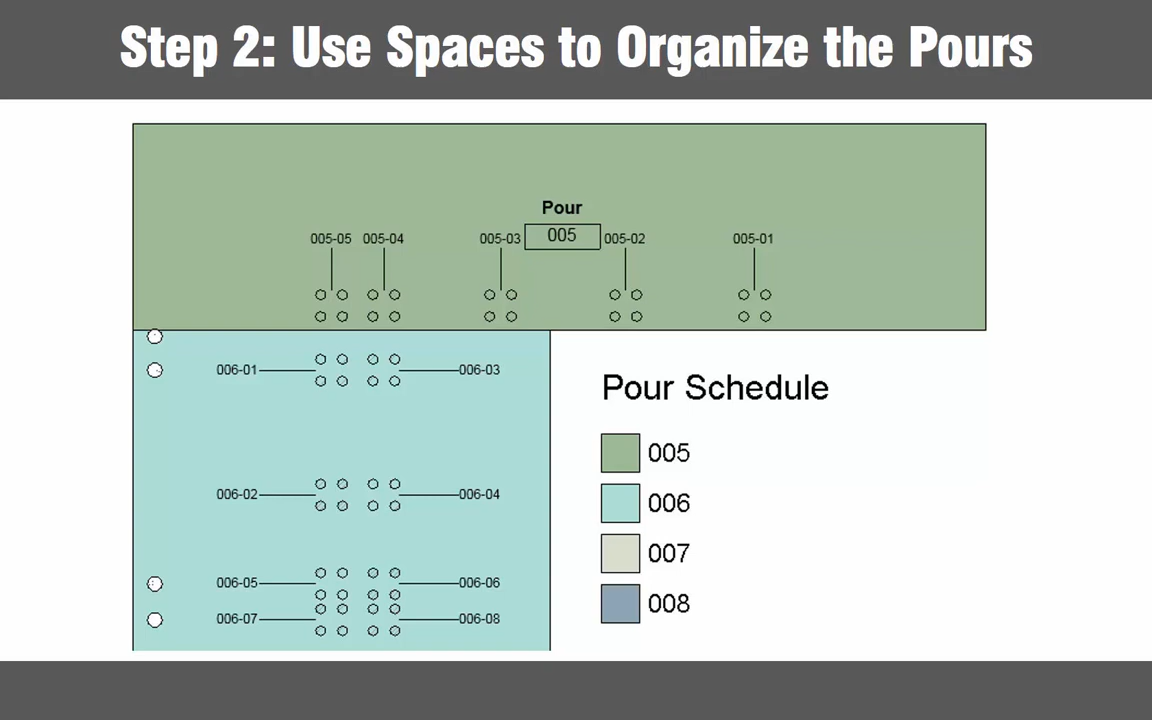 Step 2: Use Spaces to Organize the Pours
Pour
005
005-05 005-04 005-03 005-02 005-01
006-01 006-03
006-02 006-04
006-05 006-06
006-07 006-08
Pour Schedule
005
006
007
008